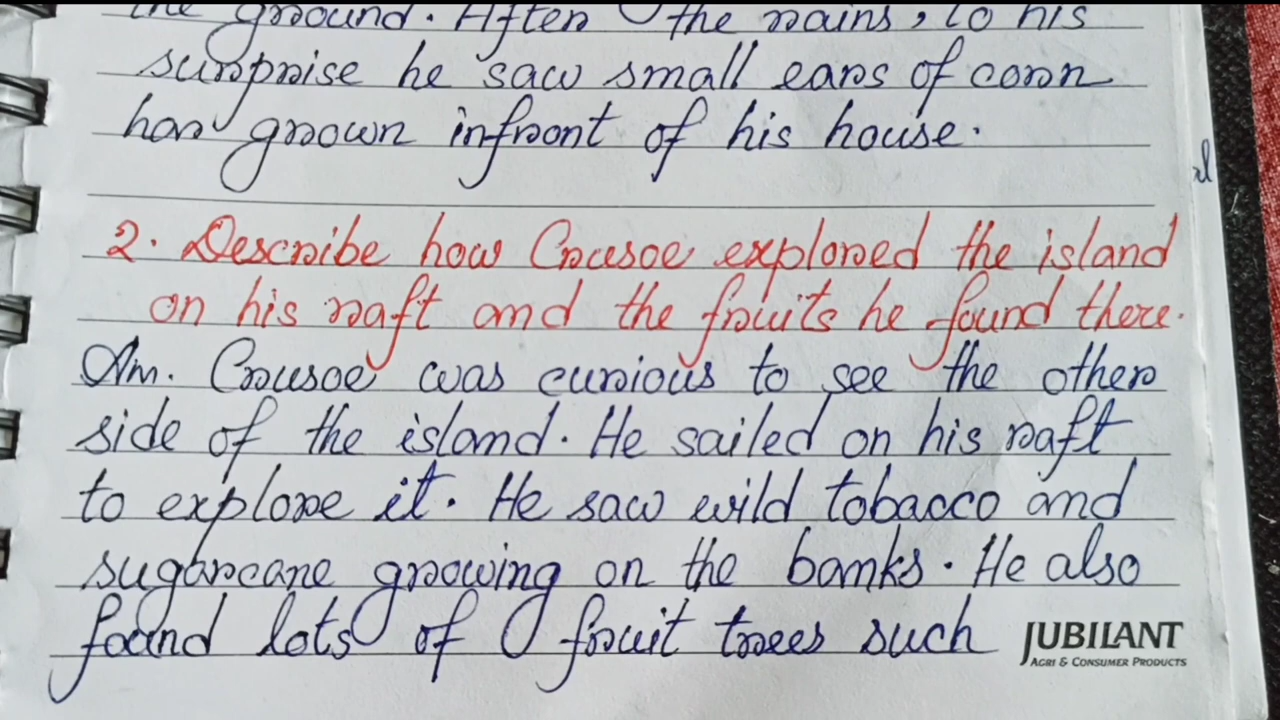 the ground. After the rains, to his
surprise he saw small ears of corn
har grown infront of his house.
2. Describe how Crusoe explored the island
on his raft and the fruits he found there.
Am. Crusoe was curious to see the other
side of the island. He sailed on his raft
to explore it. He saw wild tobacco and
sugarcane growing on the banks. He also
found lots of fruit trees such
JUBILANT
AGRI & CONSUMER PRODUCTS